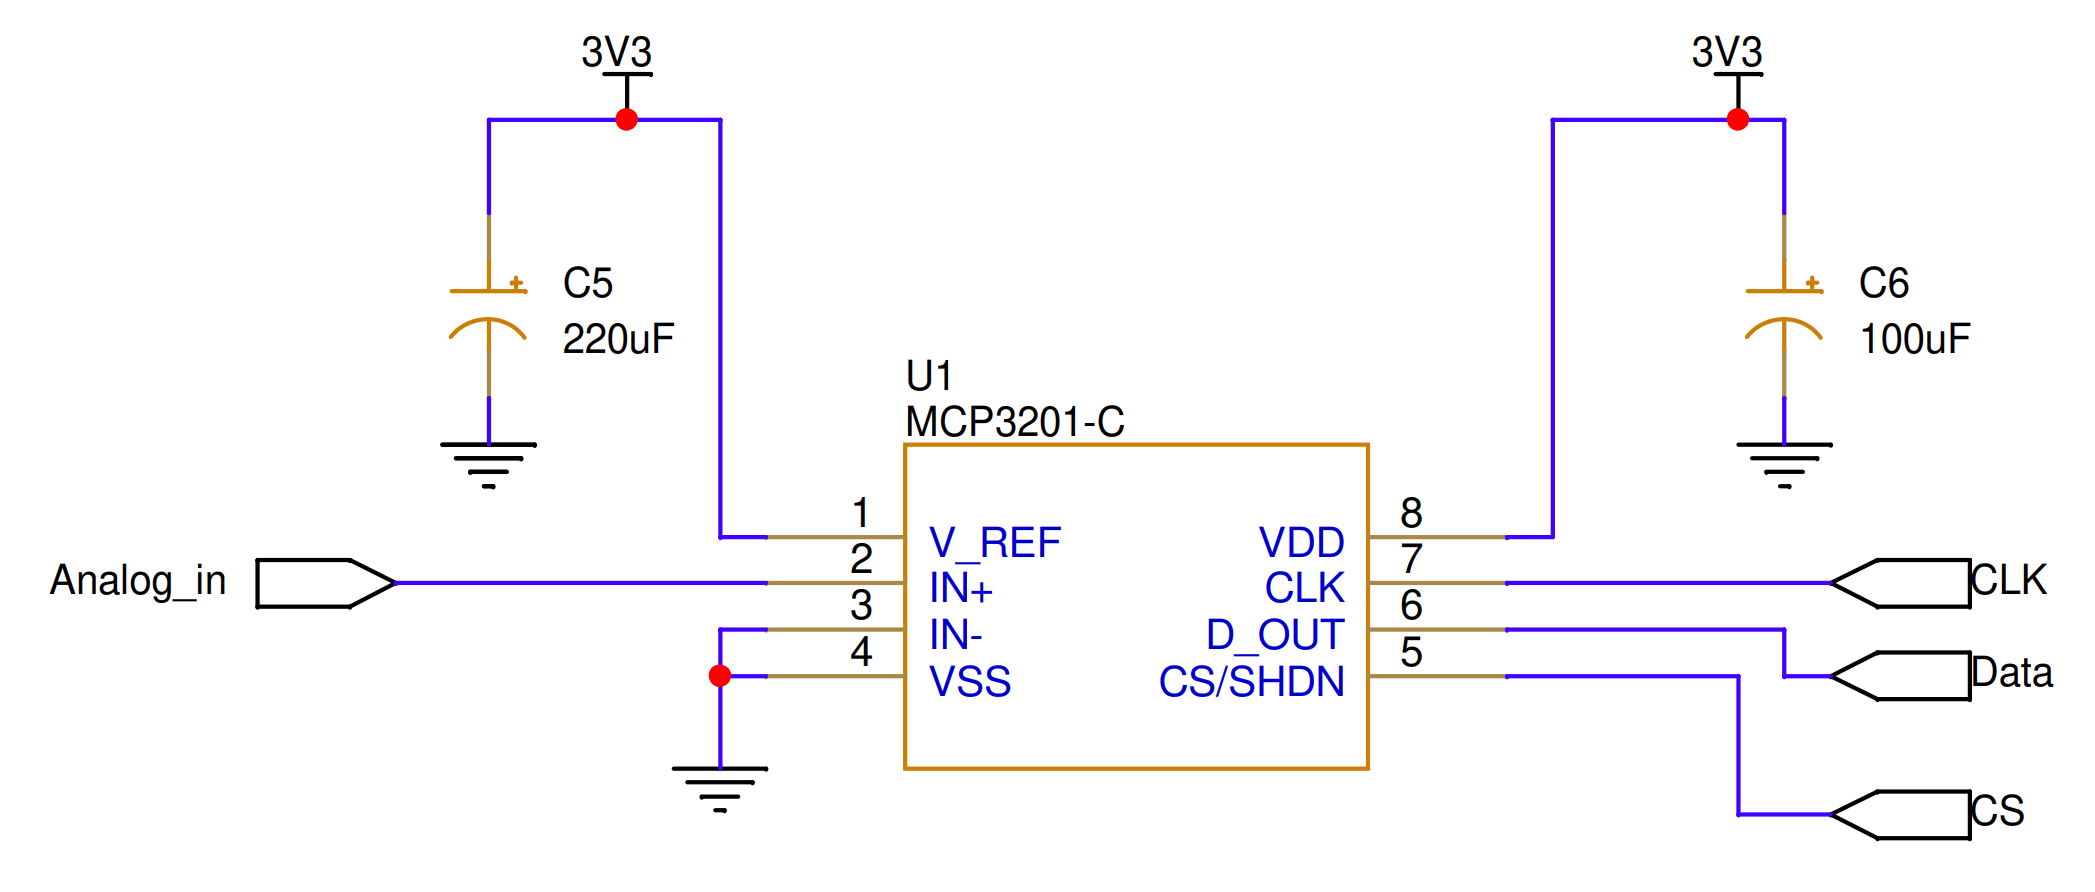 3V3
3V3
C5
220uF
C6
100uF
U1
MCP3201-C
1
8
V_REF
VDD
2
7
Analog_in
IN+
CLK
CLK
3
6
IN-
D_OUT
4
5
VSS
CS/SHDN
Data
CS